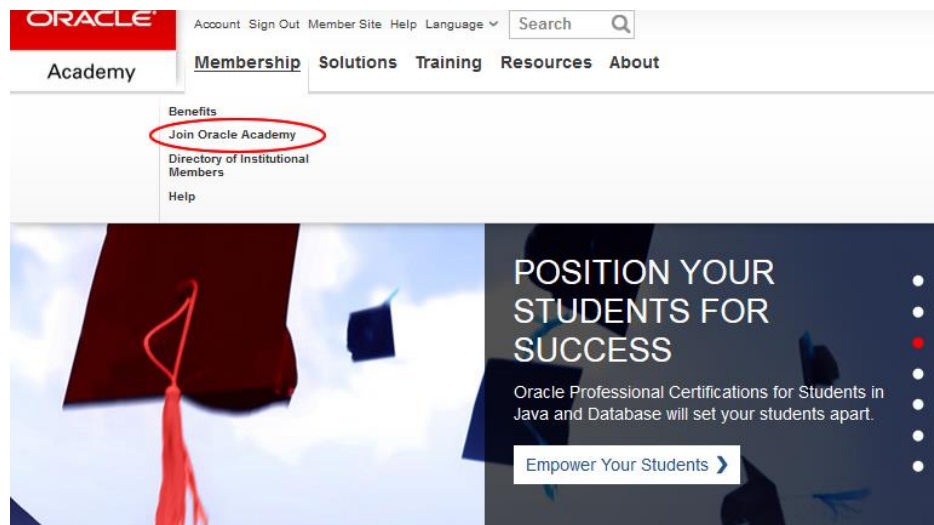 ORACLE
Academy
Account Sign Out Member Site Help Language
Search
Membership Solutions Training Resources About
Benefits
Join Oracle Academy
Directory of Institutional
Members
Help
POSITION YOUR
STUDENTS FOR
SUCCESS
Oracle Professional Certifications for Students in
Java and Database will set your students apart.
Empower Your Students ❯